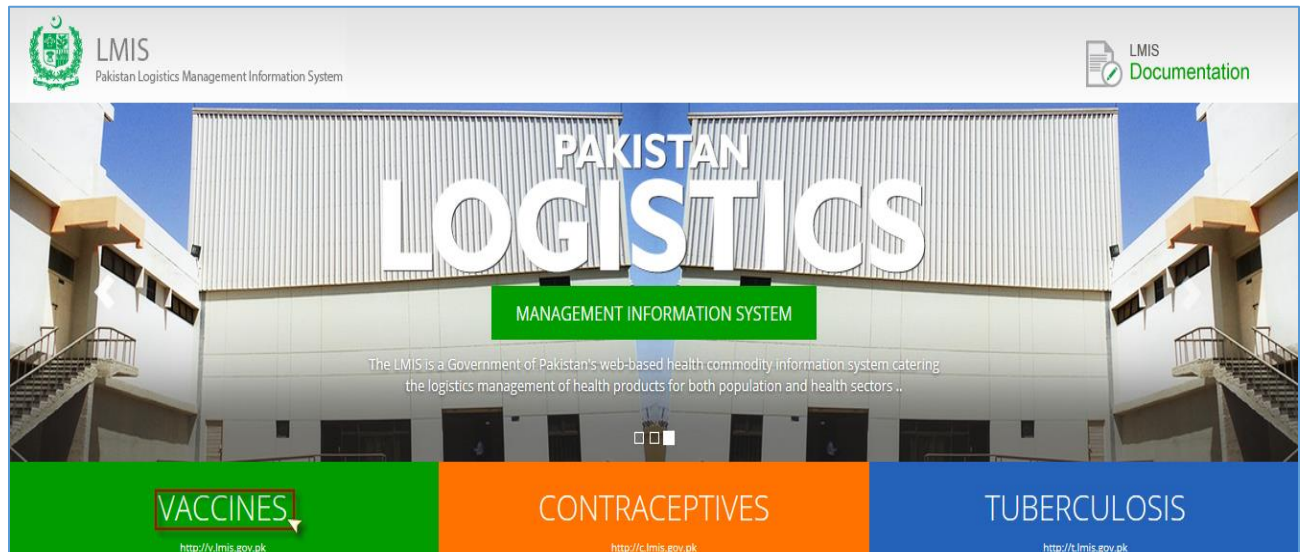 LMIS
Pakistan Logistics Management Information System
LMIS
Documentation
PAKISTAN
LOGISTICS
MANAGEMENT INFORMATION SYSTEM
The LMIS is a Government of Pakistan's web-based health commodity information system catering
the logistics management of health products for both population and health sectors ..
VACCINES
http://v.lmis.gov.pk
CONTRACEPTIVES
http://c.lmis.gov.pk
TUBERCULOSIS
http://t.lmis.gov.pk